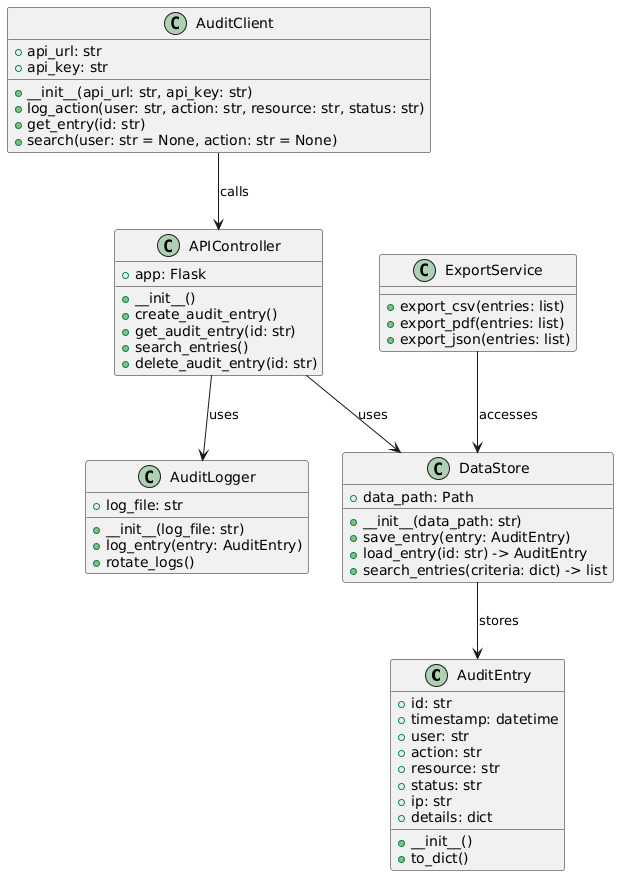 C AuditClient
api_url: str
api_key: str
__init__(api_url: str, api_key: str)
log_action(user: str, action: str, resource: str, status: str)
get_entry(id: str)
search(user: str = None, action: str = None)
calls
C APIController
app: Flask
__init__()
create_audit_entry()
get_audit_entry(id: str)
search_entries()
delete_audit_entry(id: str)
C ExportService
export_csv(entries: list)
export_pdf(entries: list)
export_json(entries: list)
uses
uses
accesses
C AuditLogger
log_file: str
__init__(log_file: str)
log_entry(entry: AuditEntry)
rotate_logs()
C DataStore
data_path: Path
__init__(data_path: str)
save_entry(entry: AuditEntry)
load_entry(id: str) -> AuditEntry
search_entries(criteria: dict) -> list
stores
C AuditEntry
id: str
timestamp: datetime
user: str
action: str
resource: str
status: str
ip: str
details: dict
__init__()
to_dict()